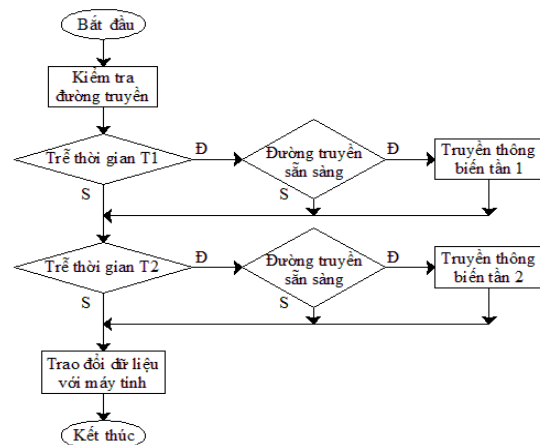 Bắt đầu
Kiểm tra
đường truyền
Trễ thời gian T1
Đ
Đường truyền
sẵn sàng
Đ
Truyền thông
biến tần 1
S
S
Trễ thời gian T2
Đ
Đường truyền
sẵn sàng
Đ
Truyền thông
biến tần 2
S
S
Trao đổi dữ liệu
với máy tính
Kết thúc